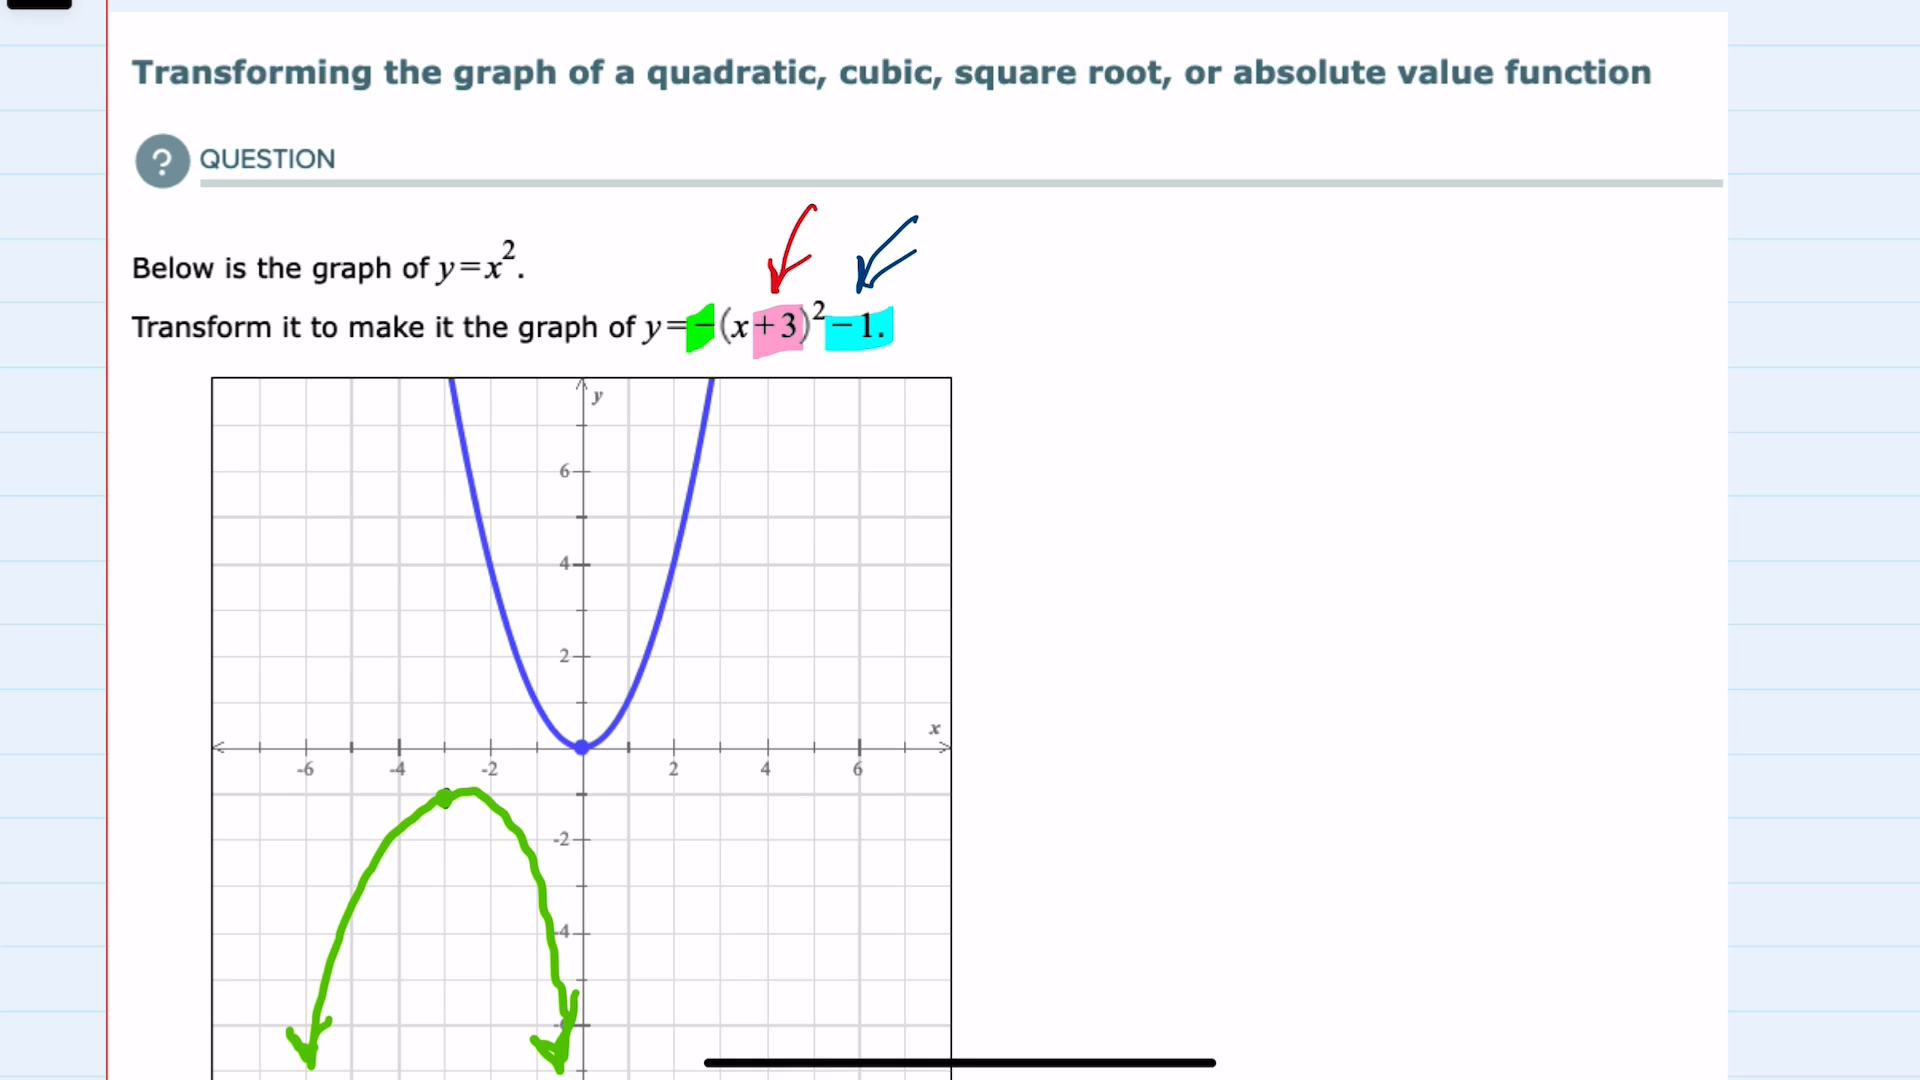 Transforming the graph of a quadratic, cubic, square root, or absolute value function
? QUESTION
Below is the graph of y=x².
Transform it to make it the graph of y=−(x+3)²−1.
y
6
4
2
x
-6 -4 -2 2 4 6
-2
-4